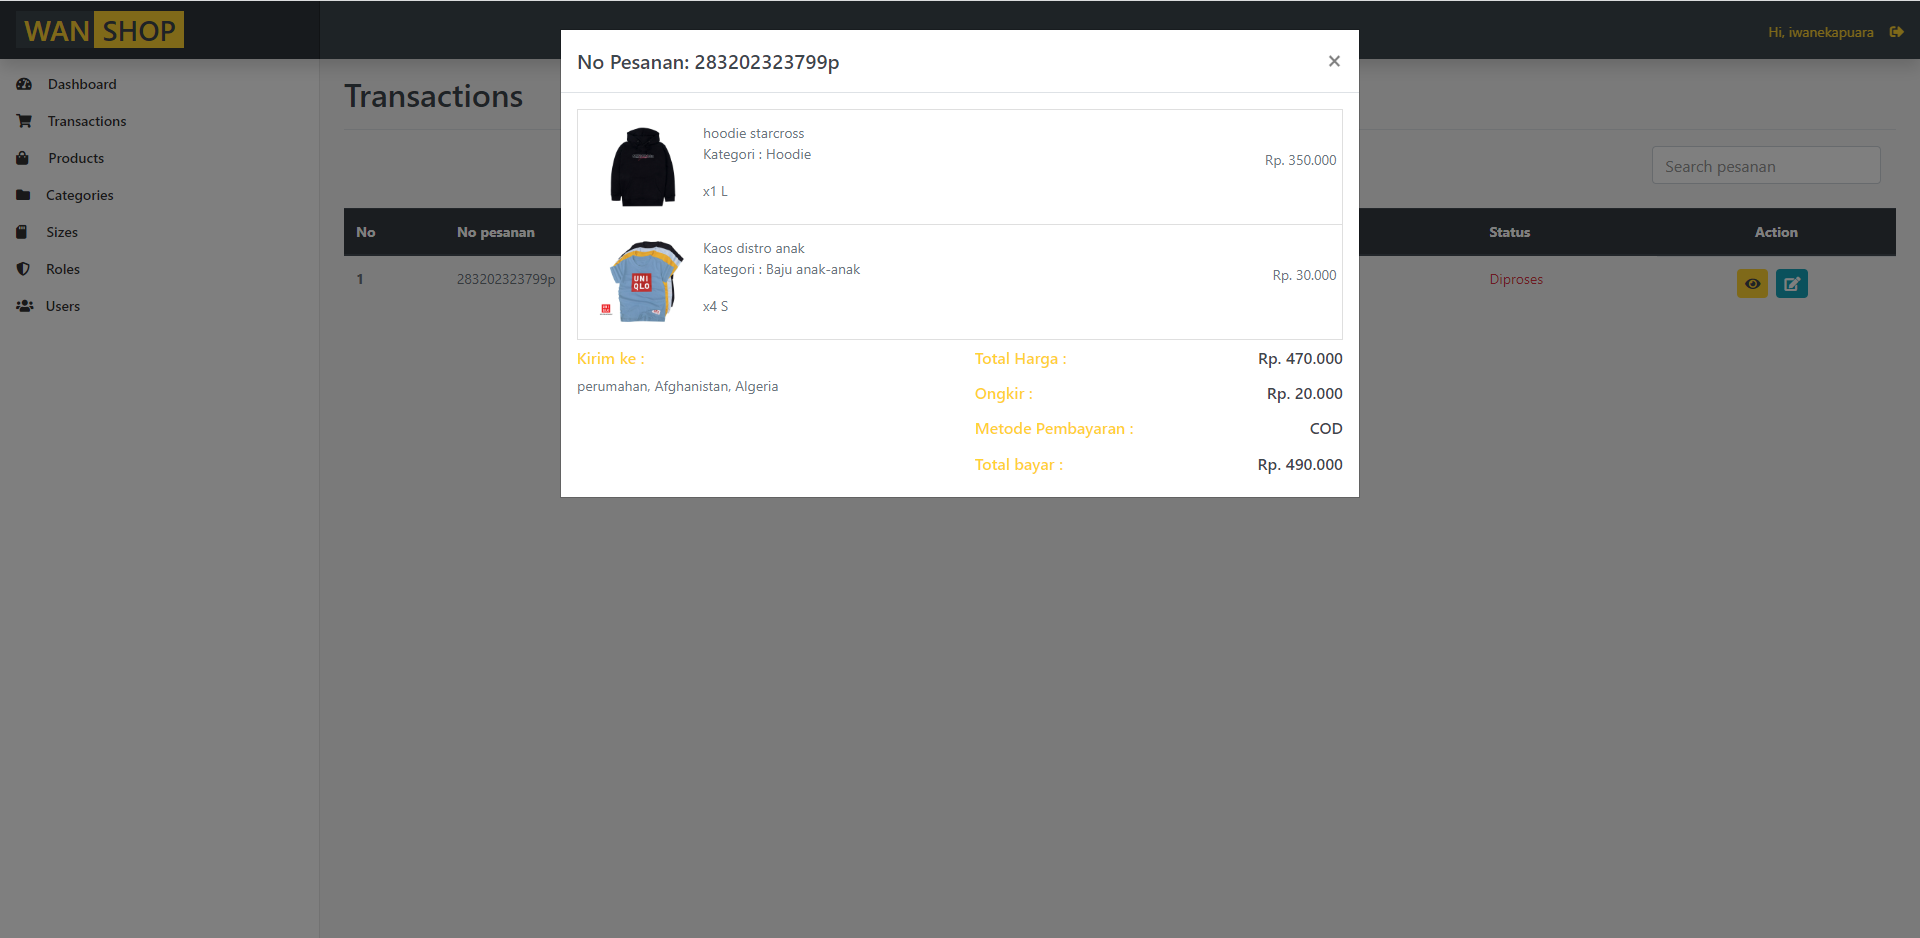 WAN SHOP
Hi, iwanekapuara
Dashboard
Transactions
Products
Categories
Sizes
Roles
Users
Transactions
Search pesanan
No No pesanan Status Action
1 283202323799p Diproses
No Pesanan: 283202323799p
×
hoodie starcross
Kategori : Hoodie
Rp. 350.000
x1 L
UNI
QLO
Kaos distro anak
Kategori : Baju anak-anak
Rp. 30.000
x4 S
Kirim ke :
perumahan, Afghanistan, Algeria
Total Harga : Rp. 470.000
Ongkir : Rp. 20.000
Metode Pembayaran : COD
Total bayar : Rp. 490.000